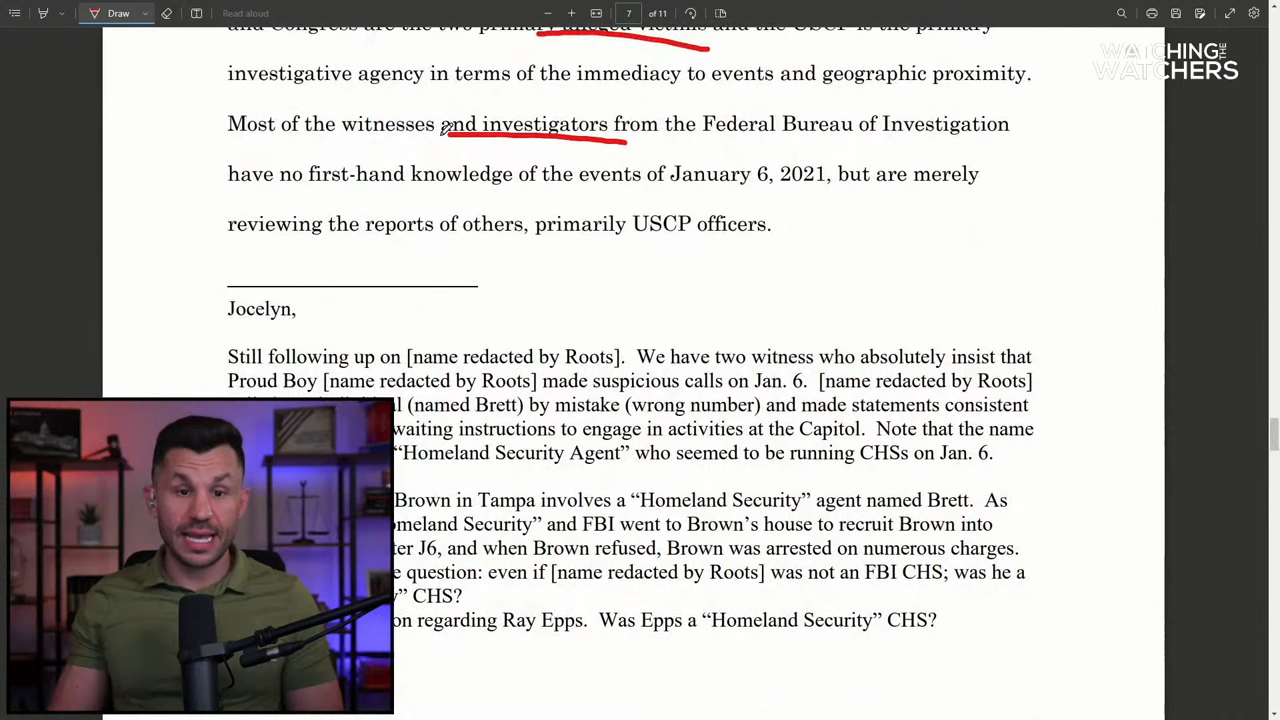 Draw
Read aloud
7 of 11
WATCHING
THE
WATCHERS
and Congress are the two primary alleged victims and the USCP is the primary
investigative agency in terms of the immediacy to events and geographic proximity.
Most of the witnesses and investigators from the Federal Bureau of Investigation
have no first-hand knowledge of the events of January 6, 2021, but are merely
reviewing the reports of others, primarily USCP officers.
Jocelyn,
Still following up on [name redacted by Roots]. We have two witness who absolutely insist that
Proud Boy [name redacted by Roots] made suspicious calls on Jan. 6. [name redacted by Roots]
(named Brett) by mistake (wrong number) and made statements consistent
waiting instructions to engage in activities at the Capitol. Note that the name
“Homeland Security Agent” who seemed to be running CHSs on Jan. 6.
Brown in Tampa involves a “Homeland Security” agent named Brett. As
Security” and FBI went to Brown’s house to recruit Brown into
J6, and when Brown refused, Brown was arrested on numerous charges.
question: even if [name redacted by Roots] was not an FBI CHS; was he a
CHS?
regarding Ray Epps. Was Epps a “Homeland Security” CHS?